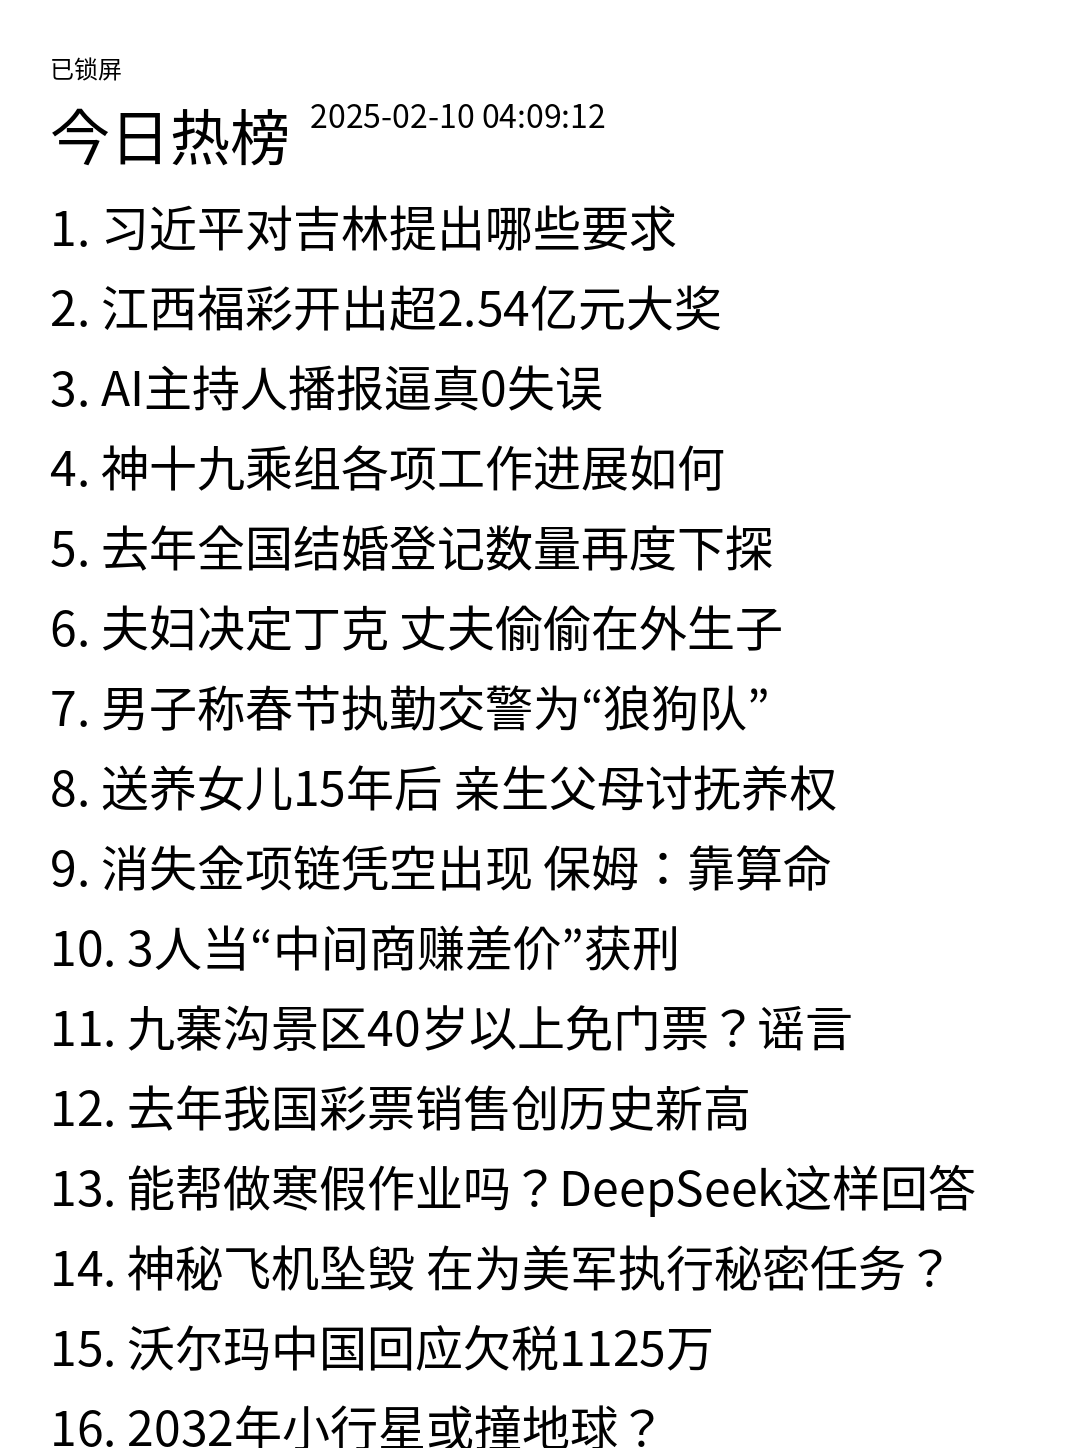 已锁屏
今日热榜 2025-02-10 04:09:12
1. 习近平对吉林提出哪些要求
2. 江西福彩开出超2.54亿元大奖
3. AI主持人播报逼真0失误
4. 神十九乘组各项工作进展如何
5. 去年全国结婚登记数量再度下探
6. 夫妇决定丁克 丈夫偷偷在外生子
7. 男子称春节执勤交警为“狼狗队”
8. 送养女儿15年后 亲生父母讨抚养权
9. 消失金项链凭空出现 保姆：靠算命
10. 3人当“中间商赚差价”获刑
11. 九寨沟景区40岁以上免门票？谣言
12. 去年我国彩票销售创历史新高
13. 能帮做寒假作业吗？DeepSeek这样回答
14. 神秘飞机坠毁 在为美军执行秘密任务？
15. 沃尔玛中国回应欠税1125万
16. 2032年小行星或撞地球？